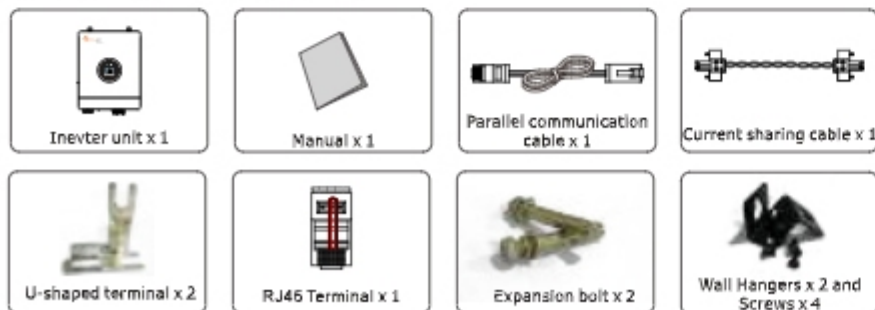 Inevter unit x 1
Manual x 1
Parallel communication
cable x 1
Current sharing cable x 1
U-shaped terminal x 2
RJ46 Terminal x 1
Expansion bolt x 2
Wall Hangers x 2 and
Screws x 4